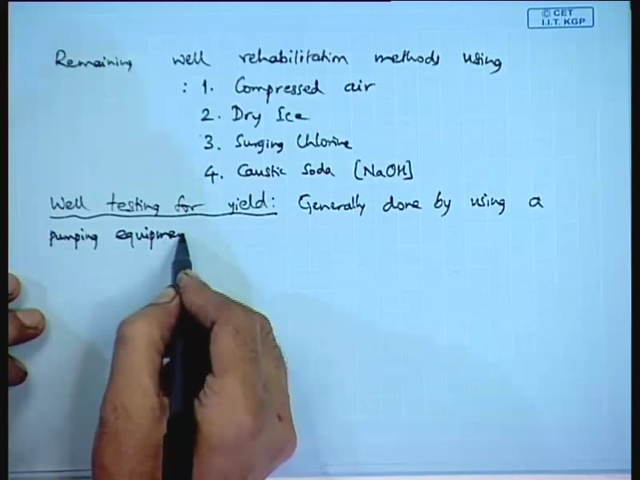 © CET
I.I.T. KGP
Remaining well rehabilitation methods using
: 1. Compressed air
2. Dry Ice
3. Surging Chlorine
4. Caustic Soda [NaOH]
Well testing for yield: Generally done by using a
pumping equipmen